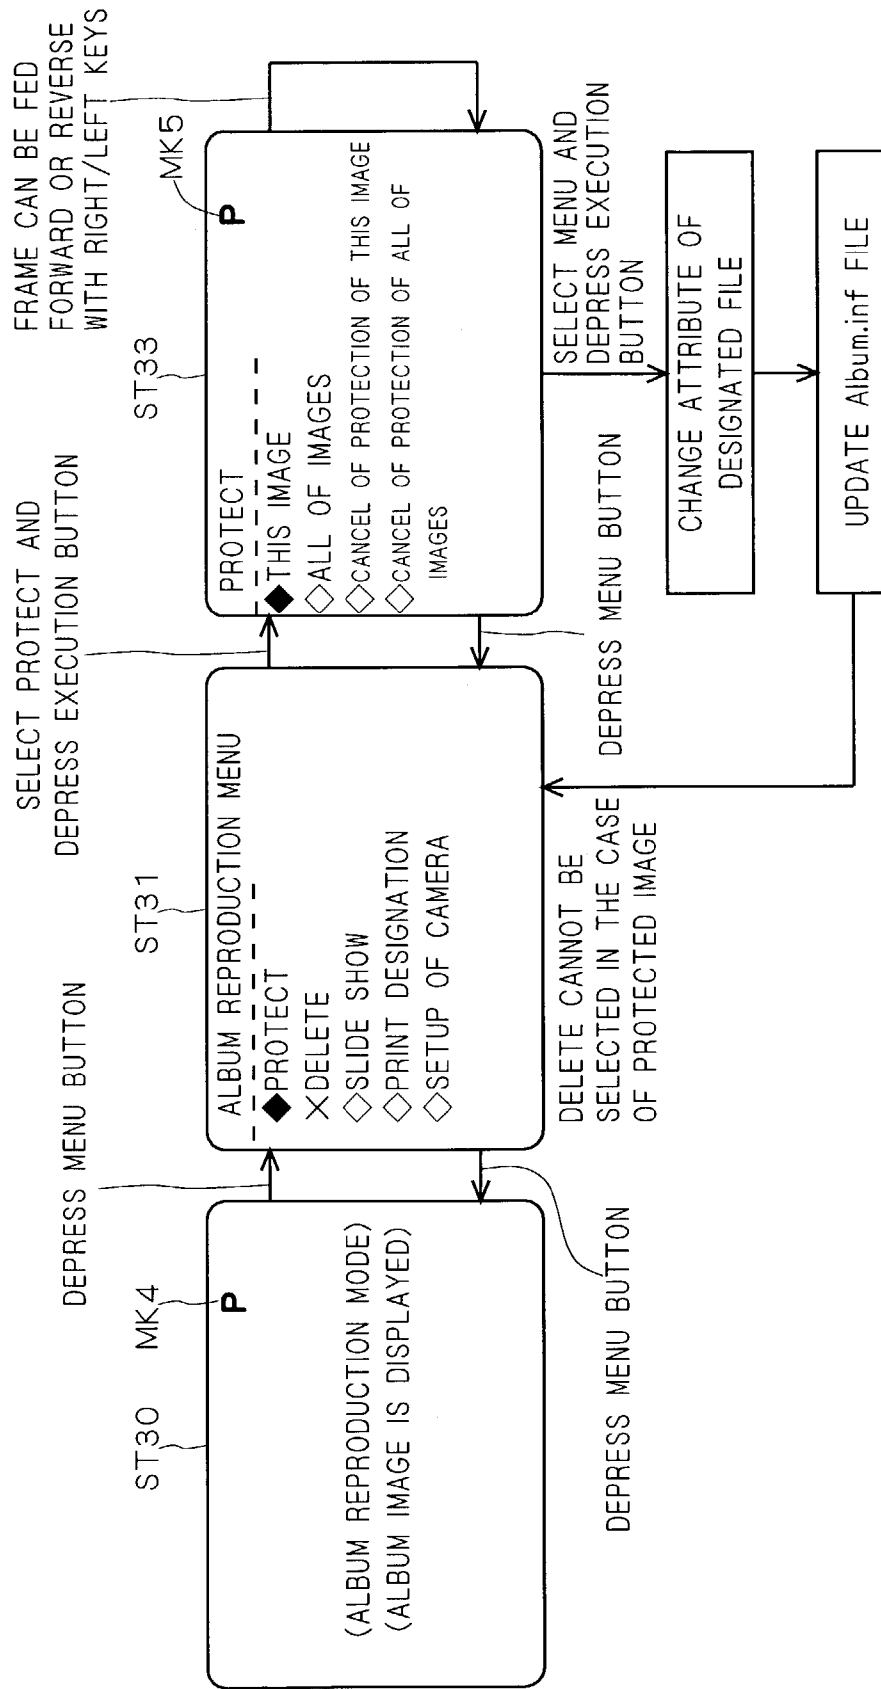 ST30
MK4
P
(ALBUM REPRODUCTION MODE)
(ALBUM IMAGE IS DISPLAYED)
DEPRESS MENU BUTTON
DEPRESS MENU BUTTON
ST31
ALBUM REPRODUCTION MENU
◆PROTECT
×DELETE
◇SLIDE SHOW
◇PRINT DESIGNATION
◇SETUP OF CAMERA
DELETE CANNOT BE
SELECTED IN THE CASE
OF PROTECTED IMAGE
SELECT PROTECT AND
DEPRESS EXECUTION BUTTON
DEPRESS MENU BUTTON
ST33
MK5
PROTECT
P
◆THIS IMAGE
◇ALL OF IMAGES
◇CANCEL OF PROTECTION OF THIS IMAGE
◇CANCEL OF PROTECTION OF ALL OF
IMAGES
FRAME CAN BE FED
FORWARD OR REVERSE
WITH RIGHT/LEFT KEYS
SELECT MENU AND
DEPRESS EXECUTION
BUTTON
CHANGE ATTRIBUTE OF
DESIGNATED FILE
UPDATE Album.inf FILE